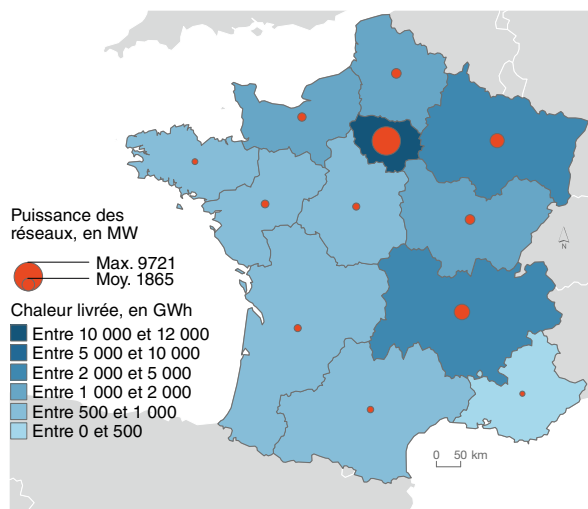 Puissance des
réseaux, en MW
Max. 9721
Moy. 1865
Chaleur livrée, en GWh
Entre 10 000 et 12 000
Entre 5 000 et 10 000
Entre 2 000 et 5 000
Entre 1 000 et 2 000
Entre 500 et 1 000
Entre 0 et 500
N
0 50 km